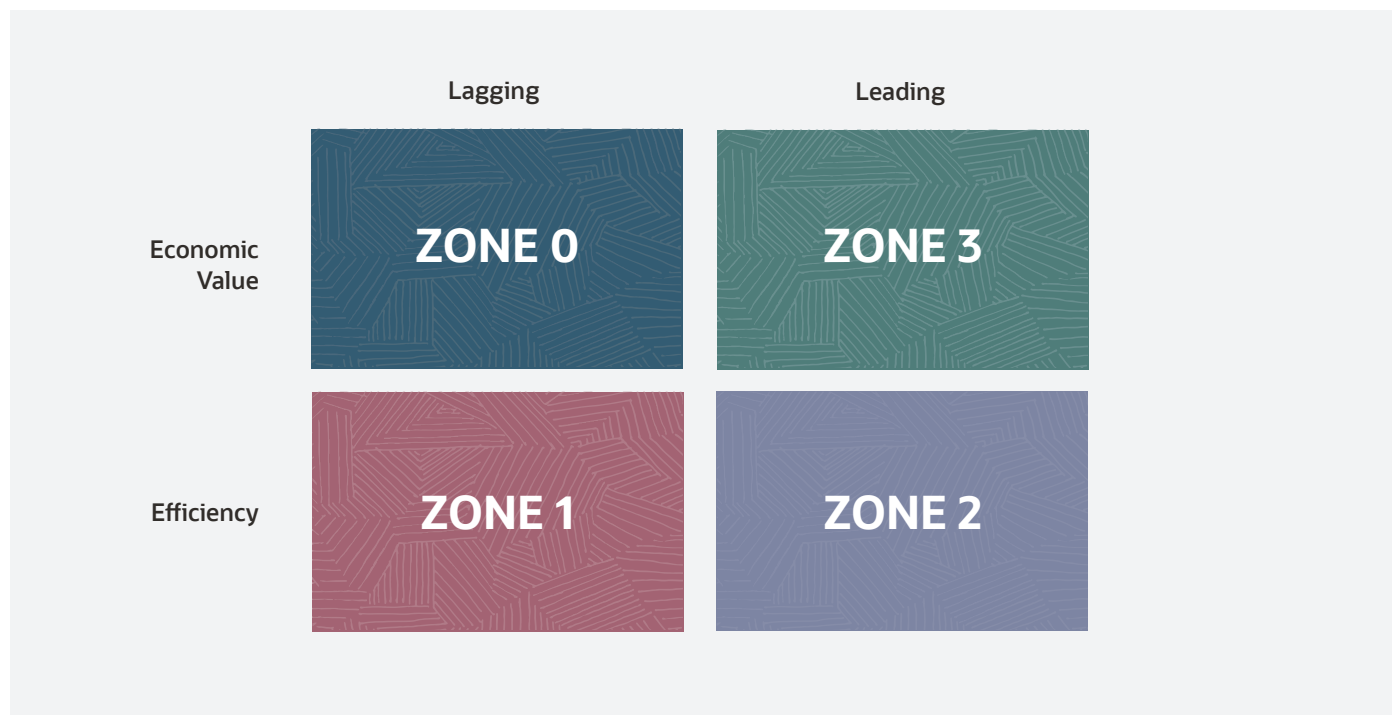 Lagging
Leading
Economic
Value
ZONE 0
ZONE 3
Efficiency
ZONE 1
ZONE 2